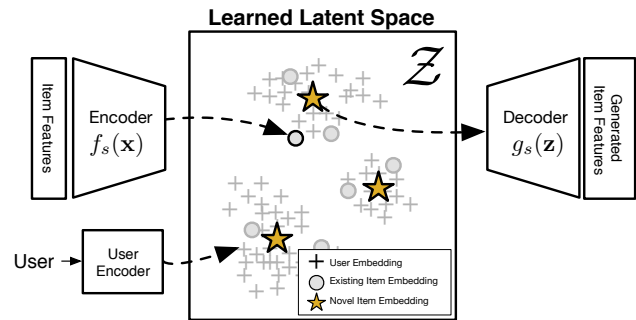 Learned Latent Space
Item Features
Encoder
f_s(x)
𝒵
Decoder
g_s(z)
Generated
Item Features
User
User
Encoder
User Embedding
Existing Item Embedding
Novel Item Embedding